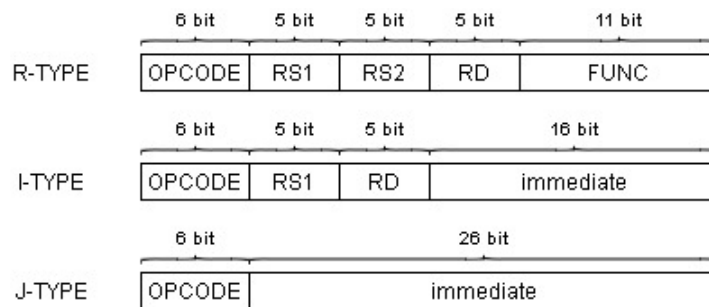 6 bit 5 bit 5 bit 5 bit 11 bit
R-TYPE OPCODE RS1 RS2 RD FUNC
6 bit 5 bit 5 bit 16 bit
I-TYPE OPCODE RS1 RD immediate
6 bit 26 bit
J-TYPE OPCODE immediate